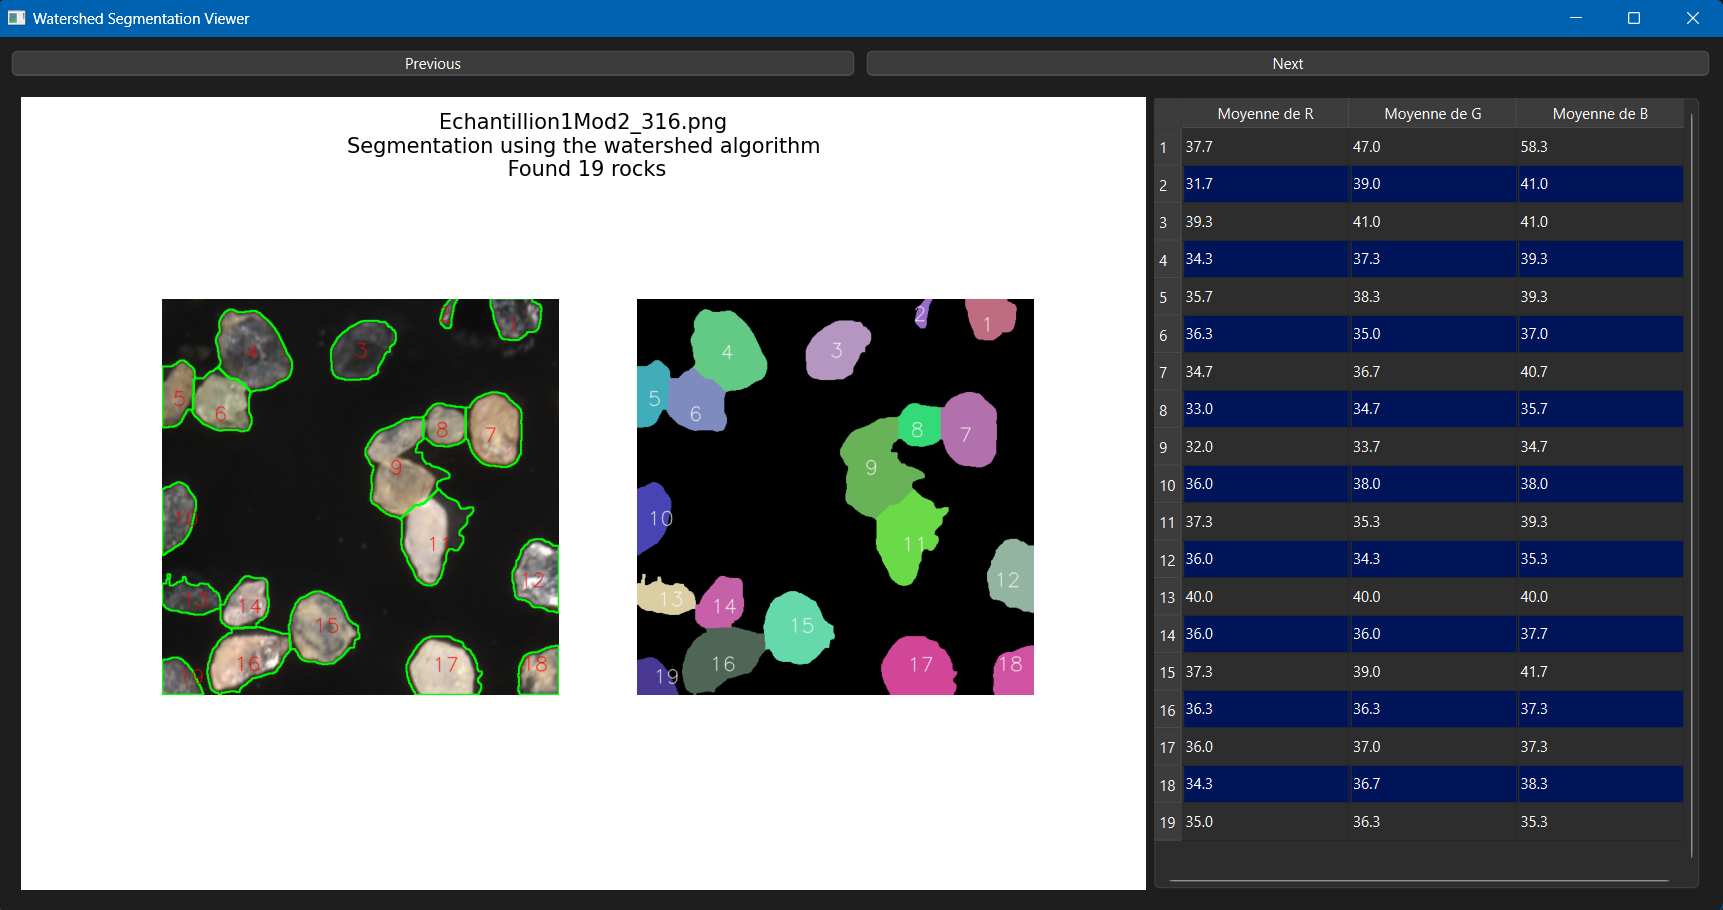 Watershed Segmentation Viewer
Previous
Next
Echantillion1Mod2_316.png
Segmentation using the watershed algorithm
Found 19 rocks
4
3
5
6
8
7
9
11
12
14
15
16
17
18
1
2
3
4
5
6
8
7
9
10
11
12
13
14
15
16
17
18
19
Moyenne de R Moyenne de G Moyenne de B
1 37.7 47.0 58.3
2 31.7 39.0 41.0
3 39.3 41.0 41.0
4 34.3 37.3 39.3
5 35.7 38.3 39.3
6 36.3 35.0 37.0
7 34.7 36.7 40.7
8 33.0 34.7 35.7
9 32.0 33.7 34.7
10 36.0 38.0 38.0
11 37.3 35.3 39.3
12 36.0 34.3 35.3
13 40.0 40.0 40.0
14 36.0 36.0 37.7
15 37.3 39.0 41.7
16 36.3 36.3 37.3
17 36.0 37.0 37.3
18 34.3 36.7 38.3
19 35.0 36.3 35.3